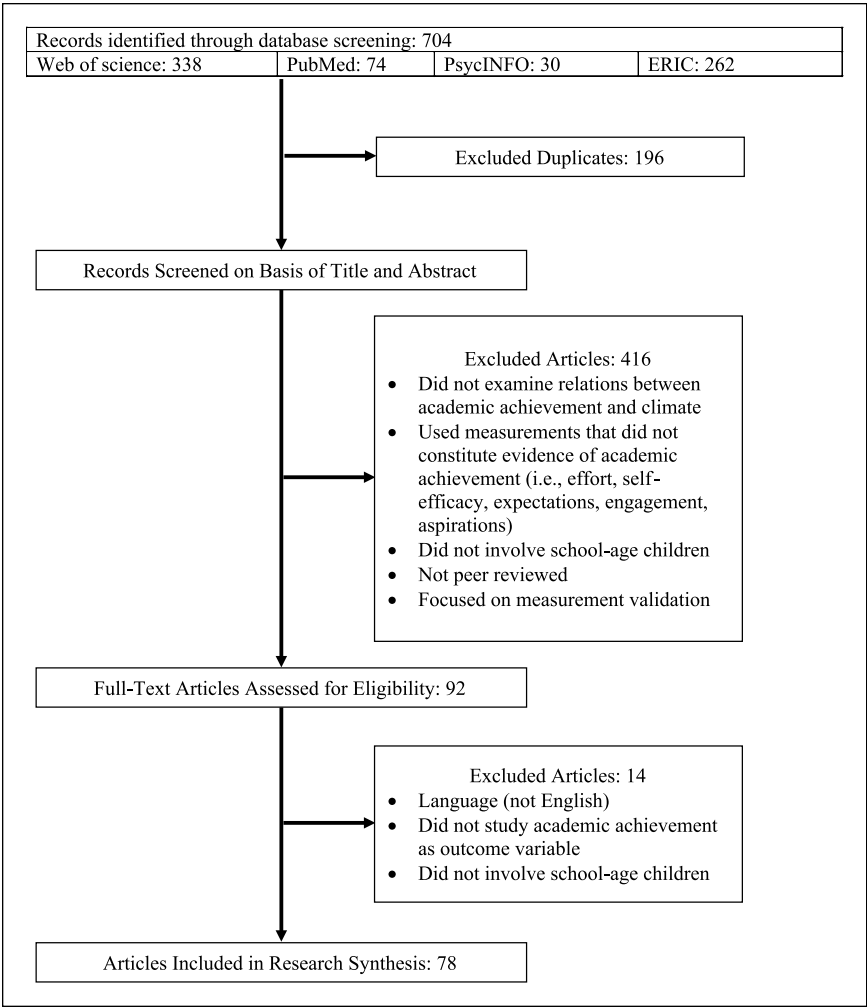 Records identified through database screening: 704
Web of science: 338 PubMed: 74 PsycINFO: 30 ERIC: 262
Excluded Duplicates: 196
Records Screened on Basis of Title and Abstract
Excluded Articles: 416
• Did not examine relations between
academic achievement and climate
• Used measurements that did not
constitute evidence of academic
achievement (i.e., effort, self-
efficacy, expectations, engagement,
aspirations)
• Did not involve school-age children
• Not peer reviewed
• Focused on measurement validation
Full-Text Articles Assessed for Eligibility: 92
Excluded Articles: 14
• Language (not English)
• Did not study academic achievement
as outcome variable
• Did not involve school-age children
Articles Included in Research Synthesis: 78